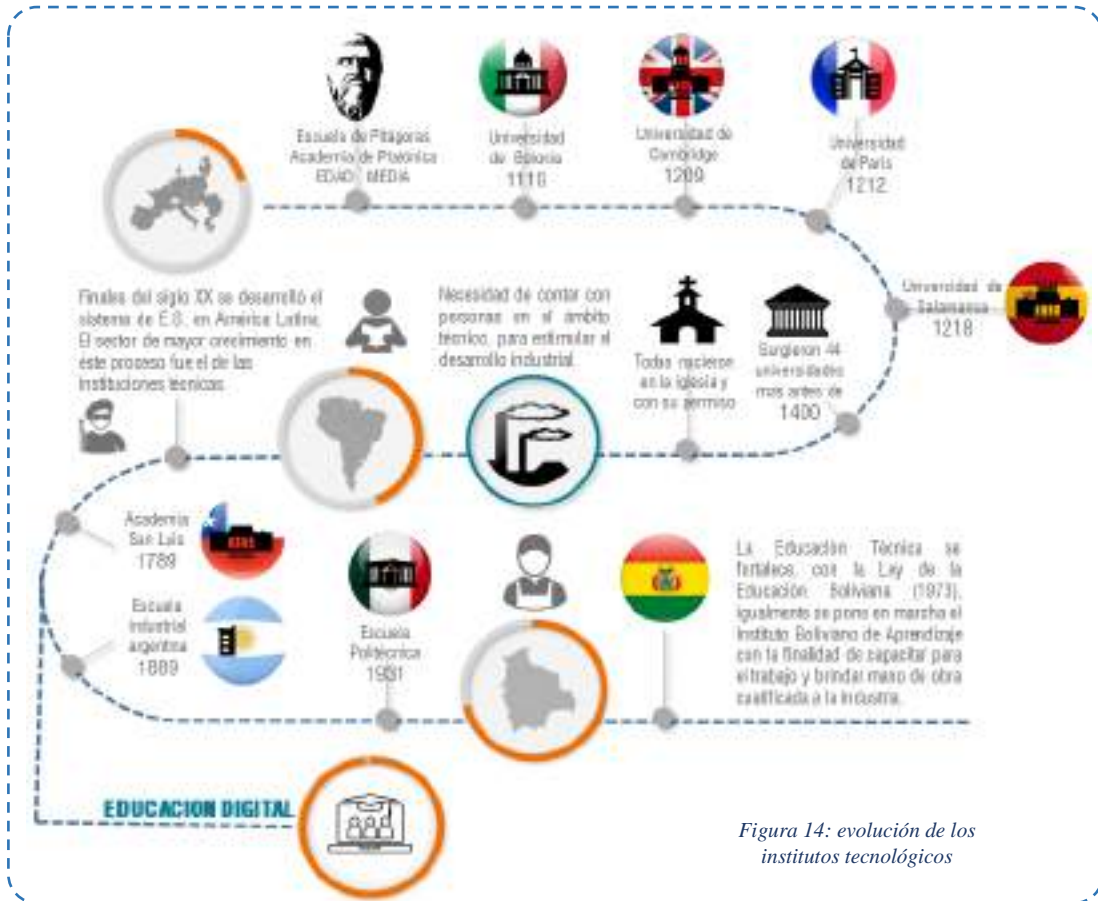 Escuela de Pitágoras
Academia de Platónica
EDAD MEDIA
Universidad
de Bolonia
1110
Universidad de
Cambridge
1209
Universidad
de París
1212
Universidad de
Salamanca
1218
Surgieron 44
universidades
mas antes de
1400
Todas nacieron
en la iglesia y
con su permiso
Necesidad de contar con
personas en el ámbito
técnico, para estimular el
desarrollo industrial.
Finales del siglo XX se desarrolló el
sistema de E.S., en América Latina.
El sector de mayor crecimiento en
este proceso fue el de las
instituciones técnicas.
Academia
San Luis
1789
Escuela
industrial
argentina
1889
Escuela
Politécnica
1931
La Educación Técnica se
fortalece, con la Ley de la
Educación Boliviana (1973),
igualmente se pone en marcha el
Instituto Boliviano de Aprendizaje
con la finalidad de capacitar para
el trabajo y brindar mano de obra
cualificada a la industria.
EDUCACION DIGITAL
Figura 14: evolución de los
institutos tecnológicos